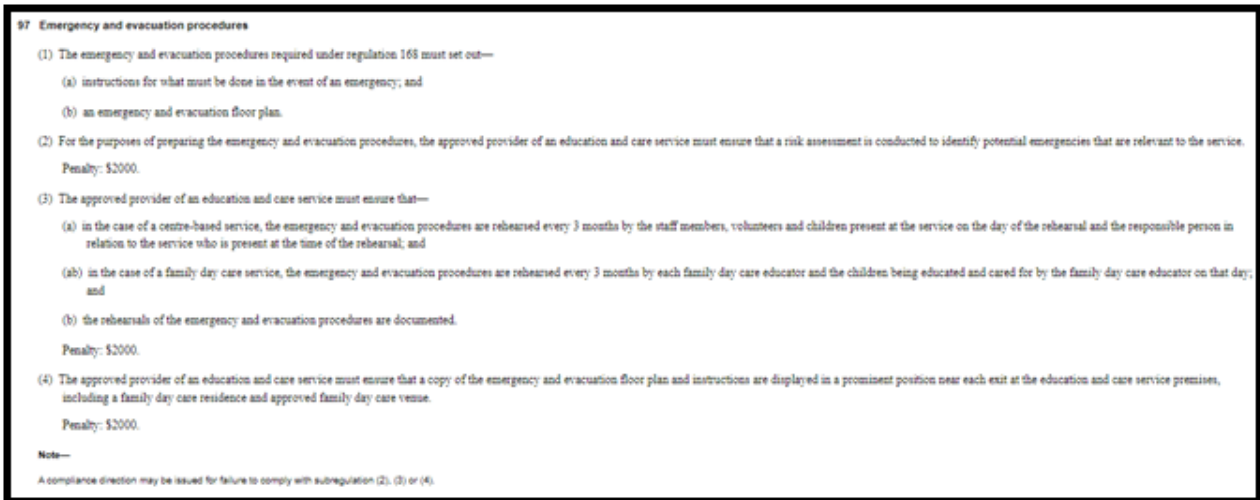 97 Emergency and evacuation procedures
(1) The emergency and evacuation procedures required under regulation 168 must set out—
(a) instructions for what must be done in the event of an emergency; and
(b) an emergency and evacuation floor plan.
(2) For the purposes of preparing the emergency and evacuation procedures, the approved provider of an education and care service must ensure that a risk assessment is conducted to identify potential emergencies that are relevant to the service.
Penalty: $2000.
(3) The approved provider of an education and care service must ensure that—
(a) in the case of a centre-based service, the emergency and evacuation procedures are rehearsed every 3 months by the staff members, volunteers and children present at the service on the day of the rehearsal and the responsible person in
relation to the service who is present at the time of the rehearsal; and
(ab) in the case of a family day care service, the emergency and evacuation procedures are rehearsed every 3 months by each family day care educator and the children being educated and cared for by the family day care educator on that day;
and
(b) the rehearsals of the emergency and evacuation procedures are documented.
Penalty: $2000.
(4) The approved provider of an education and care service must ensure that a copy of the emergency and evacuation floor plan and instructions are displayed in a prominent position near each exit at the education and care service premises,
including a family day care residence and approved family day care venue.
Penalty: $2000.
Note—
A compliance direction may be issued for failure to comply with subregulation (2), (3) or (4).